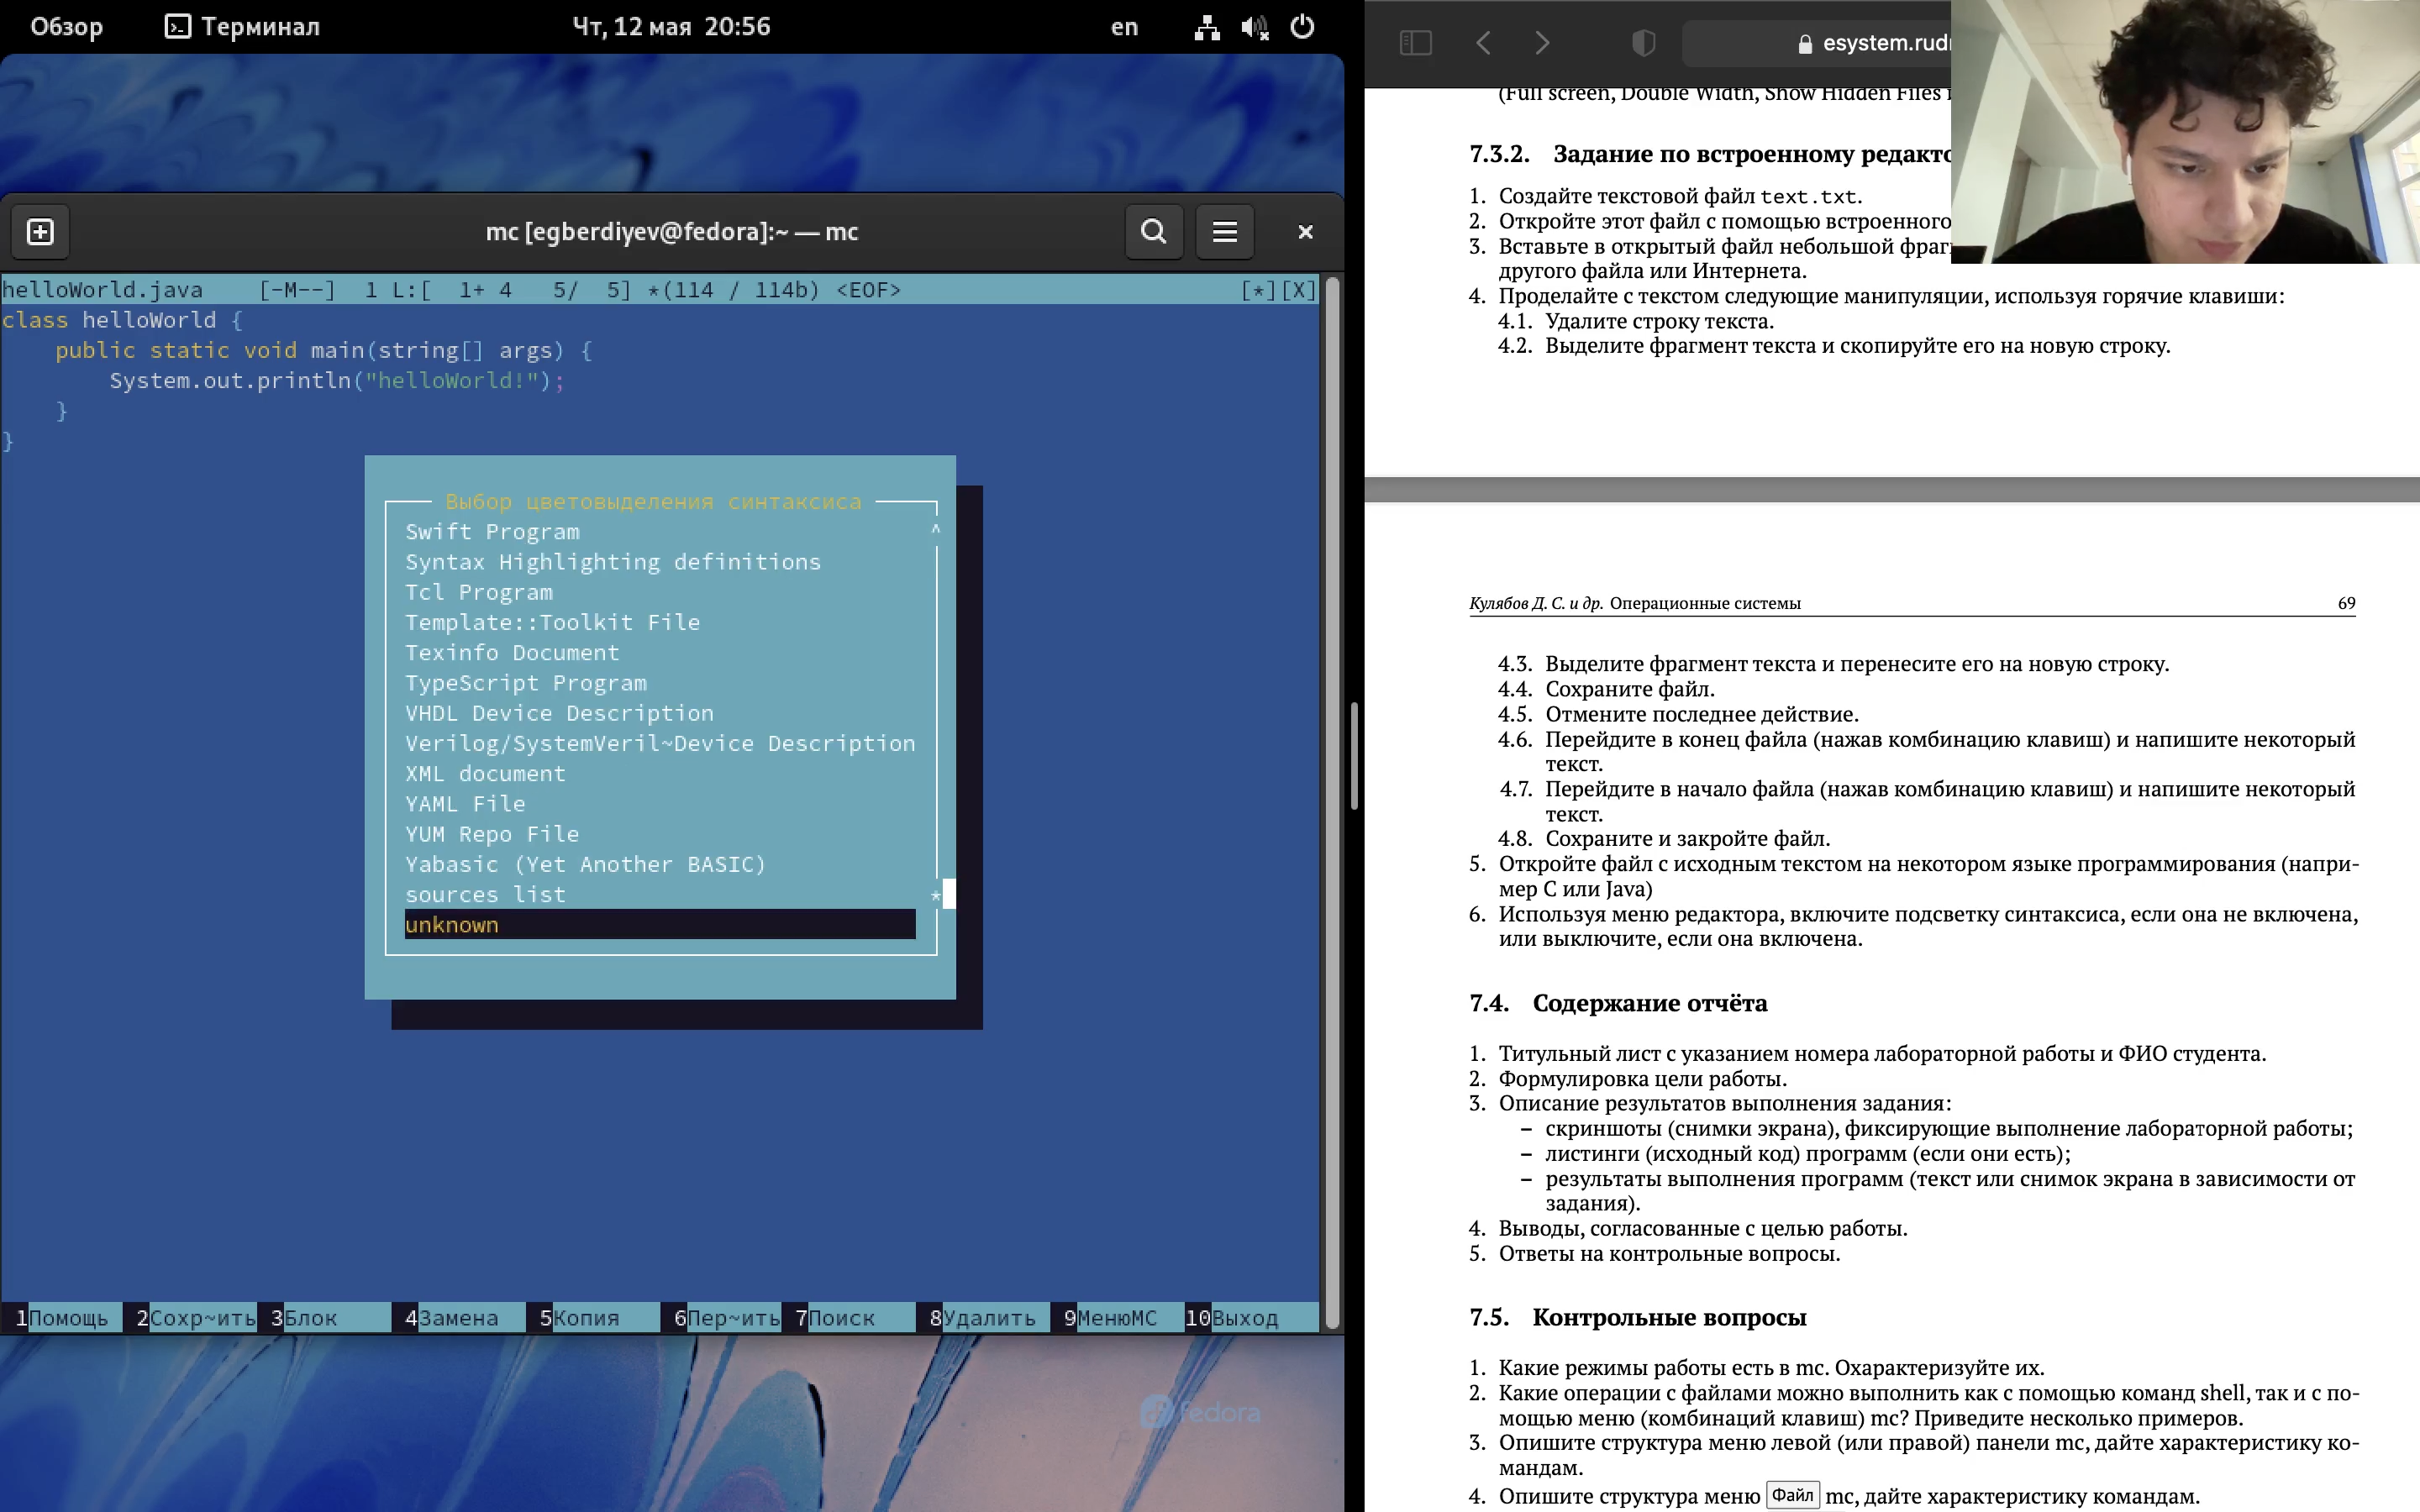 Обзор
Терминал
Чт, 12 мая 20:56
en
mc [egberdiyev@fedora]:~ — mc
helloWorld.java [-M--] 1 L:[ 1+ 4 5/ 5] *(114 / 114b) <EOF> [*][X]
class helloWorld {
public static void main(string[] args) {
System.out.println("helloWorld!");
}
}
Выбор цветовыделения синтаксиса
Swift Program
Syntax Highlighting definitions
Tcl Program
Template::Toolkit File
Texinfo Document
TypeScript Program
VHDL Device Description
Verilog/SystemVeril~Device Description
XML document
YAML File
YUM Repo File
Yabasic (Yet Another BASIC)
sources list
unknown
1Помощь 2Сохр~ить 3Блок 4Замена 5Копия 6Пер~ить 7Поиск 8Удалить 9МенюMC 10Выход
fedora
esystem.rud
(Full screen, Double Width, Show Hidden Files
7.3.2. Задание по встроенному
1. Создайте текстовой файл text.txt.
2. Откройте этот файл с помощью встроенного
3. Вставьте в открытый файл небольшой
другого файла или Интернета.
4. Проделайте с текстом следующие манипуляции, используя горячие клавиши:
4.1. Удалите строку текста.
4.2. Выделите фрагмент текста и скопируйте его на новую строку.
Кулябов Д. С. и др. Операционные системы 69
4.3. Выделите фрагмент текста и перенесите его на новую строку.
4.4. Сохраните файл.
4.5. Отмените последнее действие.
4.6. Перейдите в конец файла (нажав комбинацию клавиш) и напишите некоторый
текст.
4.7. Перейдите в начало файла (нажав комбинацию клавиш) и напишите некоторый
текст.
4.8. Сохраните и закройте файл.
5. Откройте файл с исходным текстом на некотором языке программирования (напри-
мер C или Java)
6. Используя меню редактора, включите подсветку синтаксиса, если она не включена,
или выключите, если она включена.
7.4. Содержание отчёта
1. Титульный лист с указанием номера лабораторной работы и ФИО студента.
2. Формулировка цели работы.
3. Описание результатов выполнения задания:
– скриншоты (снимки экрана), фиксирующие выполнение лабораторной работы;
– листинги (исходный код) программ (если они есть);
– результаты выполнения программ (текст или снимок экрана в зависимости от
задания).
4. Выводы, согласованные с целью работы.
5. Ответы на контрольные вопросы.
7.5. Контрольные вопросы
1. Какие режимы работы есть в mc. Охарактеризуйте их.
2. Какие операции с файлами можно выполнить как с помощью команд shell, так и с по-
мощью меню (комбинаций клавиш) mc? Приведите несколько примеров.
3. Опишите структура меню левой (или правой) панели mc, дайте характеристику ко-
мандам.
4. Опишите структура меню Файл mc, дайте характеристику командам.